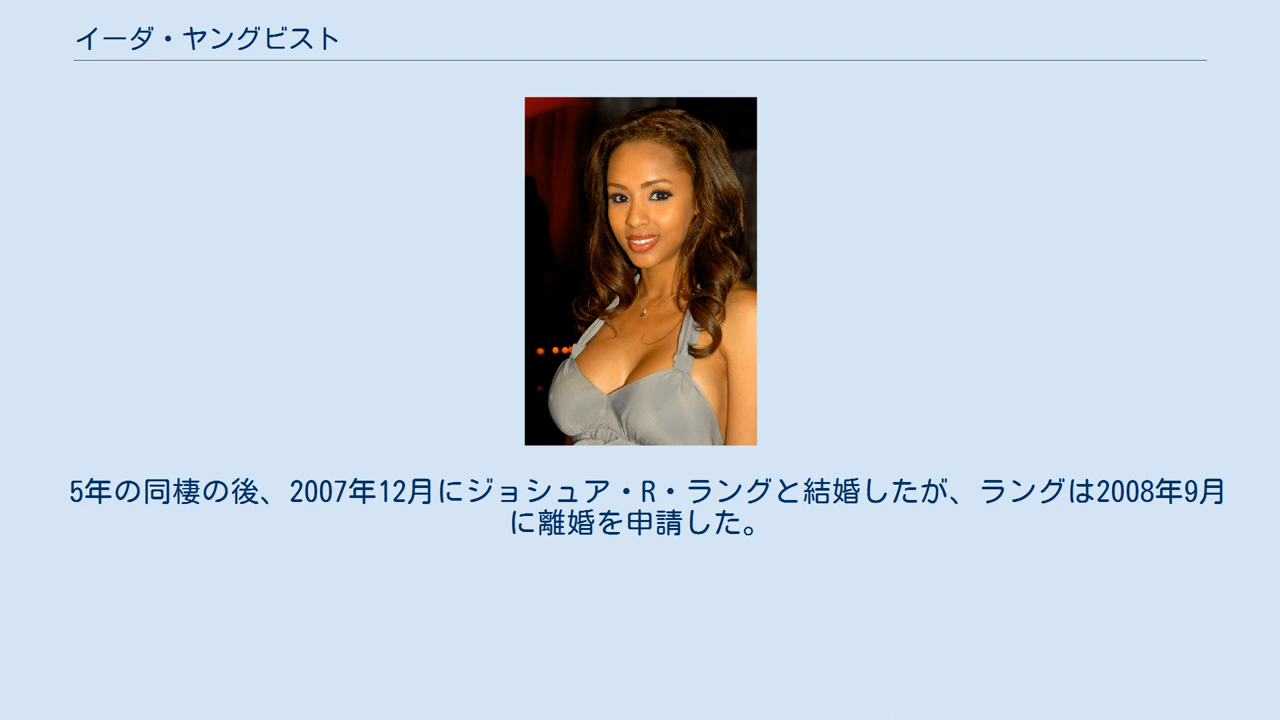 イーダ・ヤングビスト
5年の同棲の後、2007年12月にジョシュア・R・ラングと結婚したが、ラングは2008年9月
に離婚を申請した。